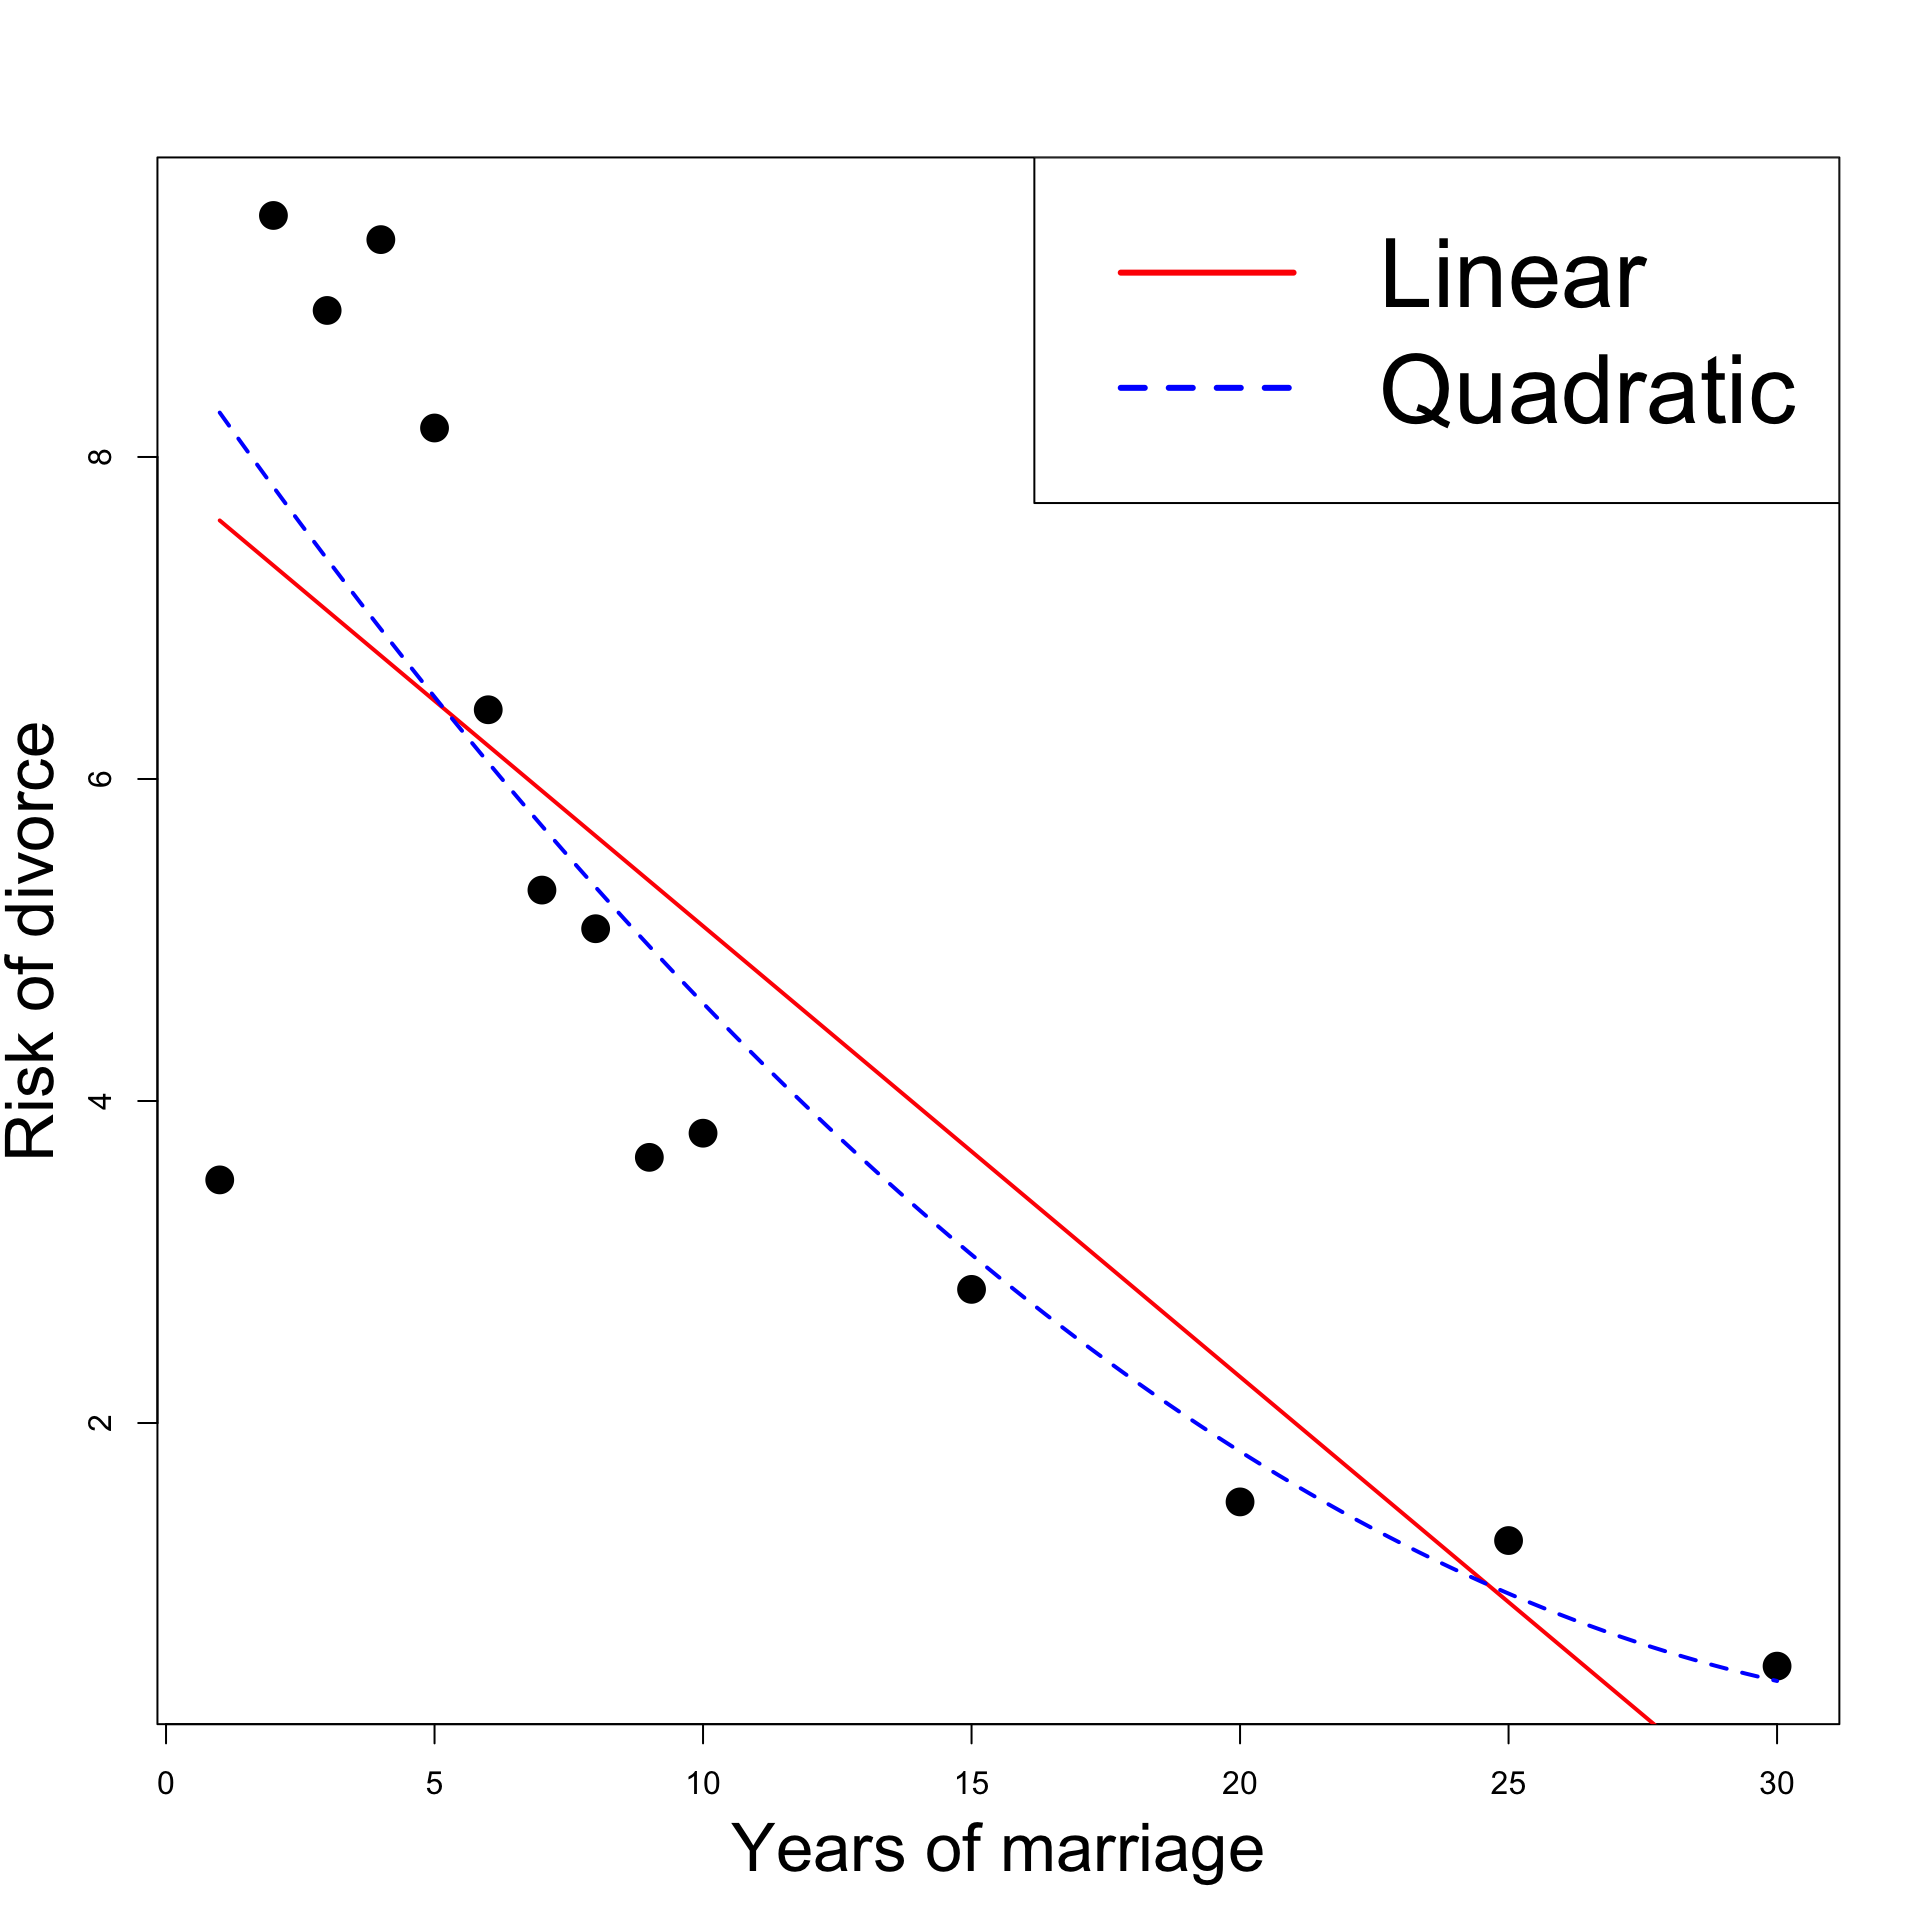 Linear
Quadratic
8
6
4
2
Risk of divorce
0 5 10 15 20 25 30
Years of marriage